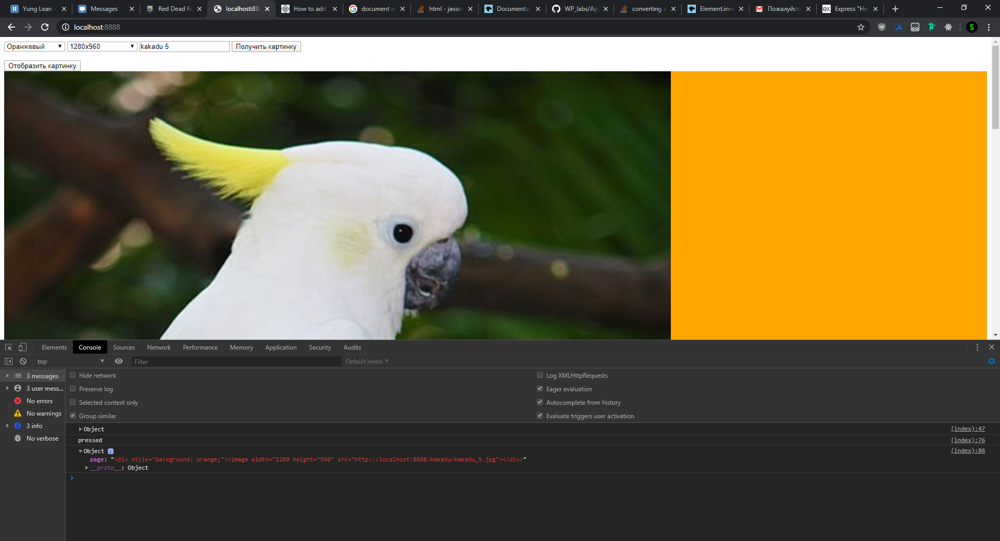 Yung Lean -
Messages
Red Dead Re
localhost:888
How to add
document cr
html - javasc
Document.cr
WP_labs/App
converting a
Element.inne
Пожалуйста
Express "Hel
localhost:8888
S
Оранжевый
1280x960
kakadu 5
Получить картинку
Отобразить картинку
Elements Console Sources Network Performance Memory Application Security Audits
top
Filter
Default levels
3 messages
3 user mess...
No errors
No warnings
3 info
No verbose
Hide network
Log XMLHttpRequests
Preserve log
Eager evaluation
Selected context only
Autocomplete from history
Group similar
Evaluate triggers user activation
Object (index):47
pressed (index):76
Object i (index):86
page: "<div style="background: orange;"><image width="1280 height="960" src="http://localhost:8888/kakadu/kakadu_5.jpg"></div>"
__proto__: Object